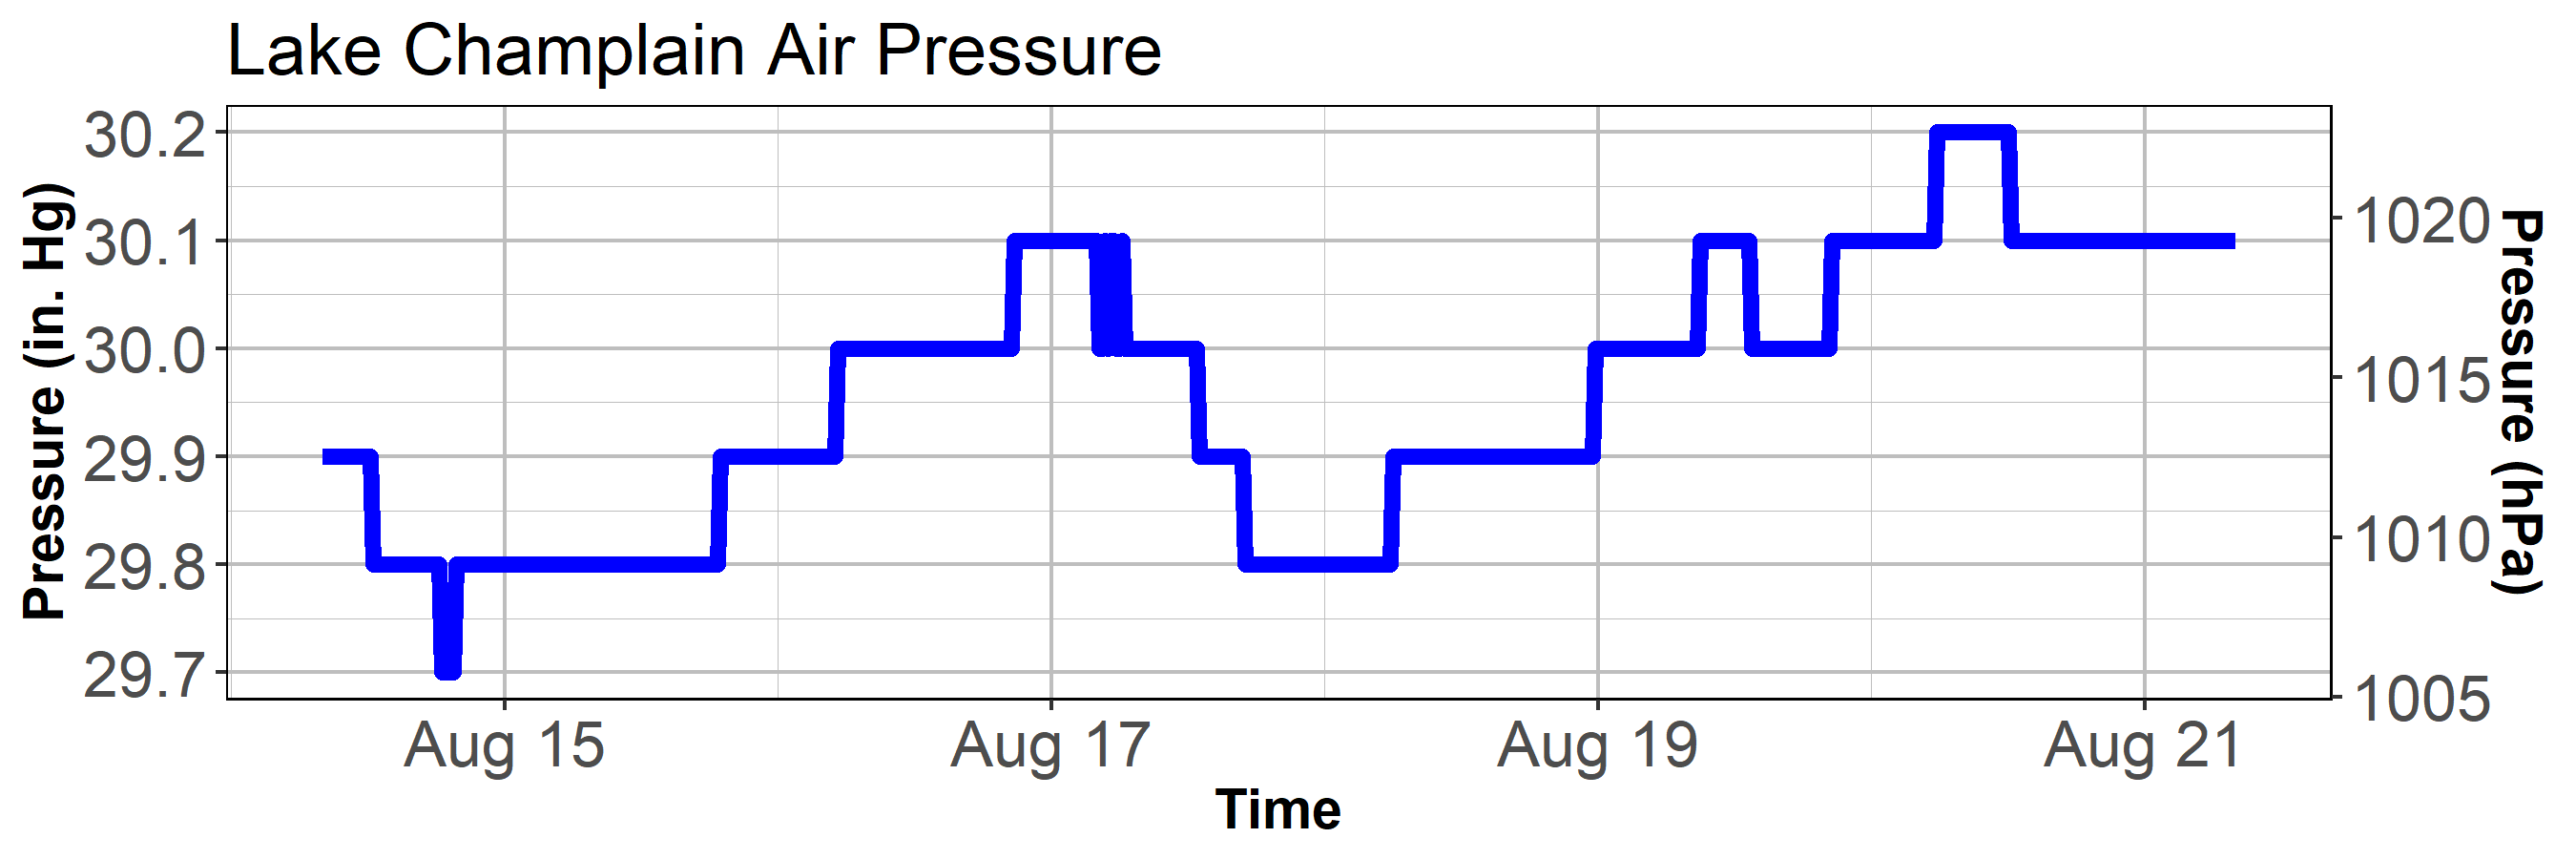 Lake Champlain Air Pressure
Pressure (in. Hg)
30.2
30.1
30.0
29.9
29.8
29.7
1020
1015
1010
1005
Pressure (hPa)
Aug 15 Aug 17 Aug 19 Aug 21
Time